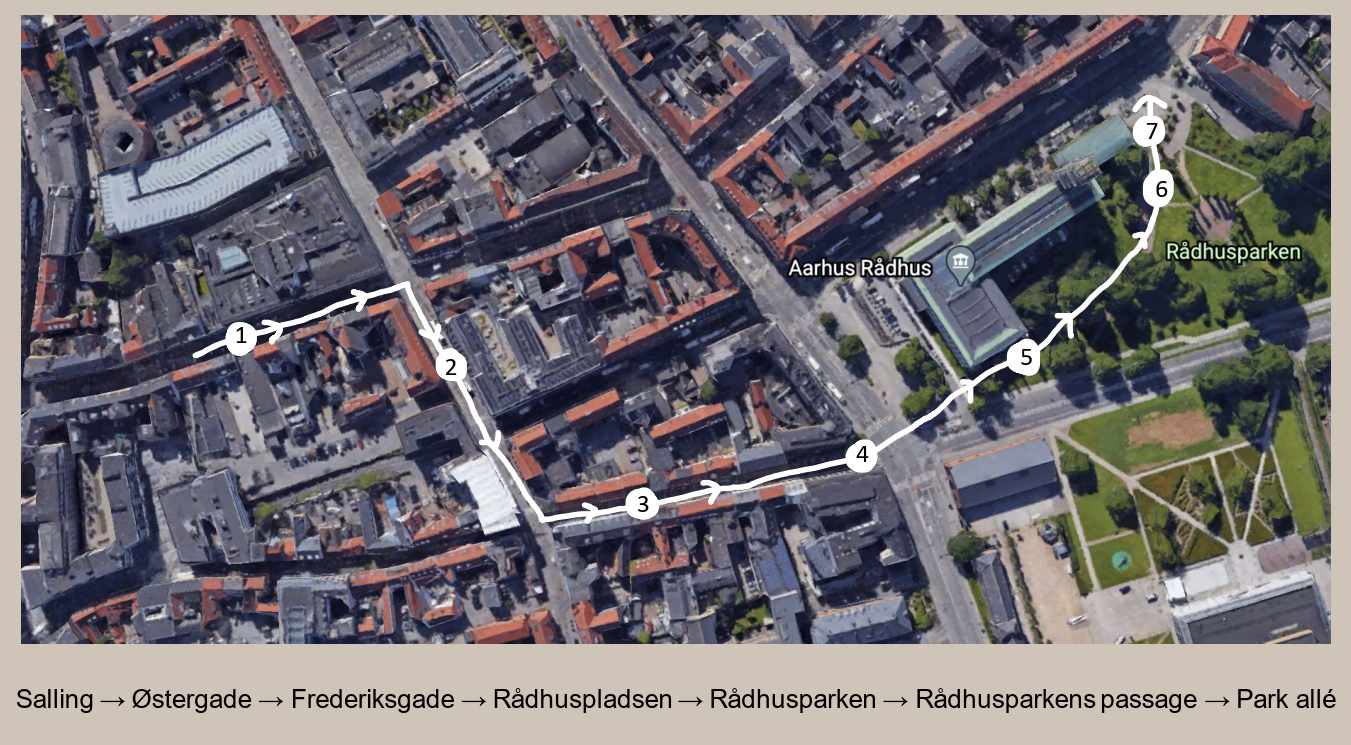 7
6
Rådhusparken
Aarhus Rådhus
1
2
5
4
3
Salling → Østergade → Frederiksgade → Rådhuspladsen → Rådhusparken → Rådhusparkens passage → Park allé